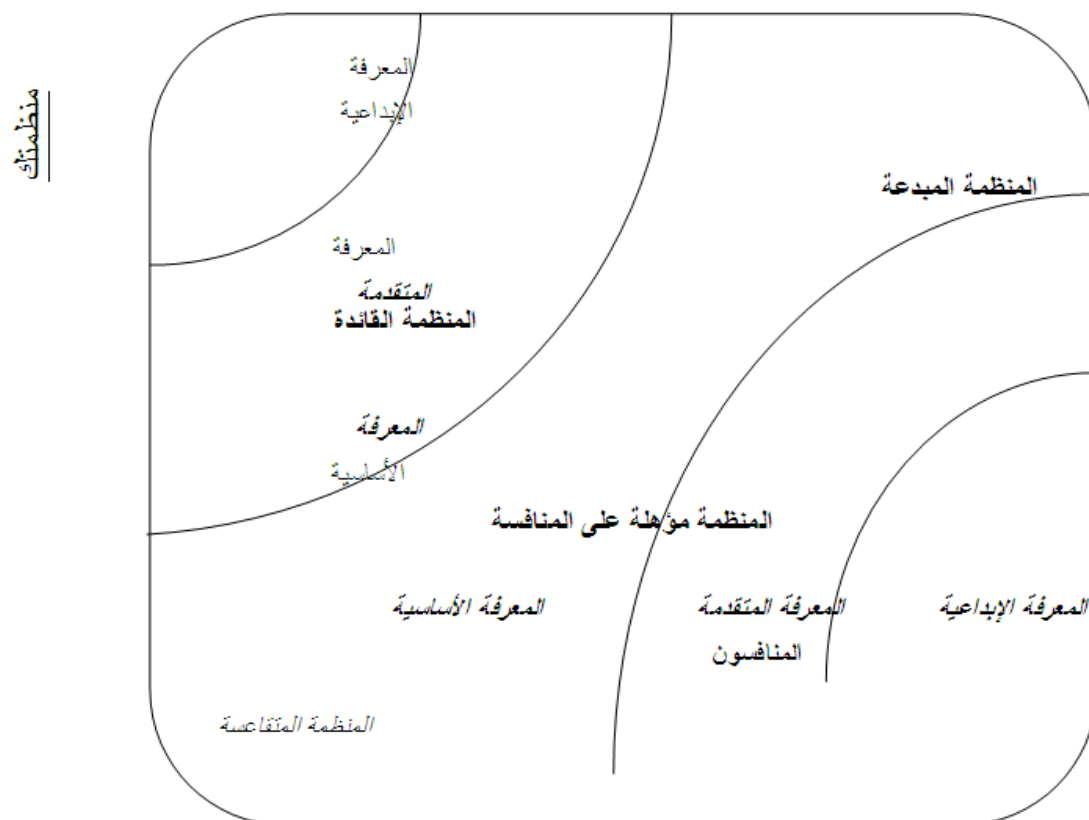 منظمتك
المعرفة
الإبداعية
المنظمة المبدعة
المعرفة
المتقدمة
المنظمة القائدة
المعرفة
الأساسية
المنظمة مؤهلة على المنافسة
المعرفة الإبداعية
المعرفة المتقدمة
المعرفة الأساسية
المنافسون
المنظمة المتقاعسة